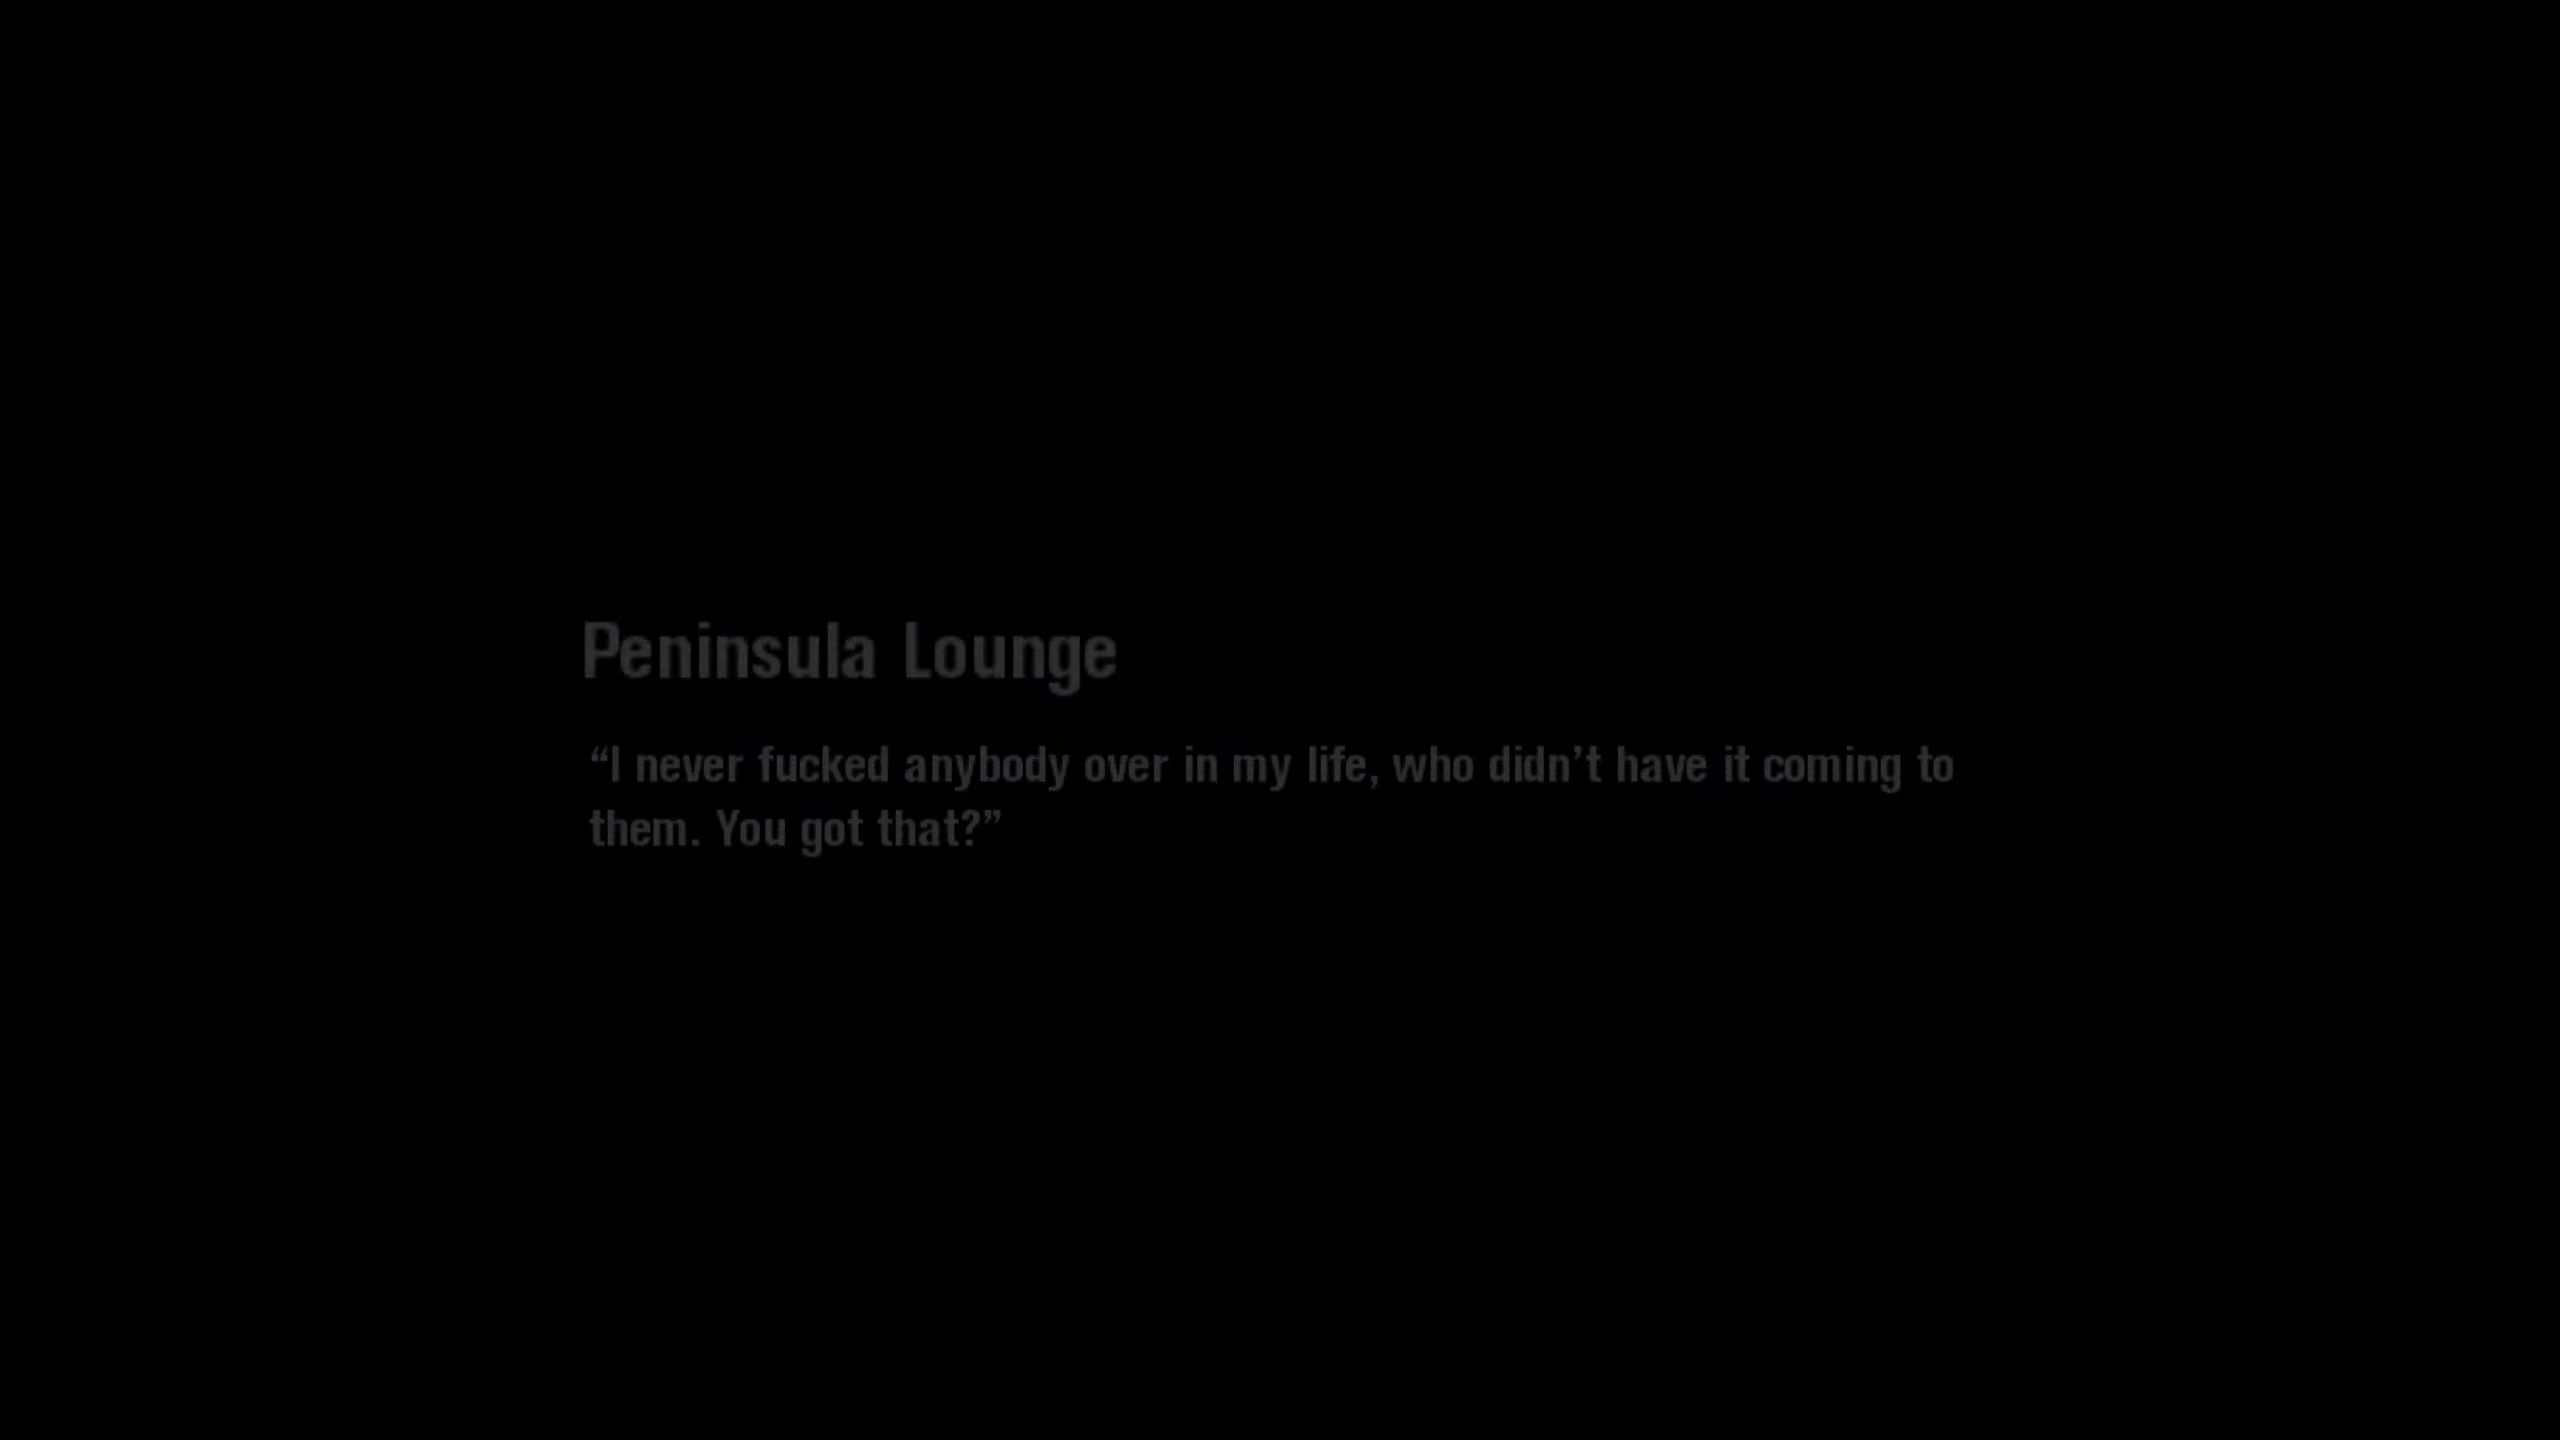 Peninsula Lounge
“I never fucked anybody over in my life, who didn’t have it coming to
them. You got that?”